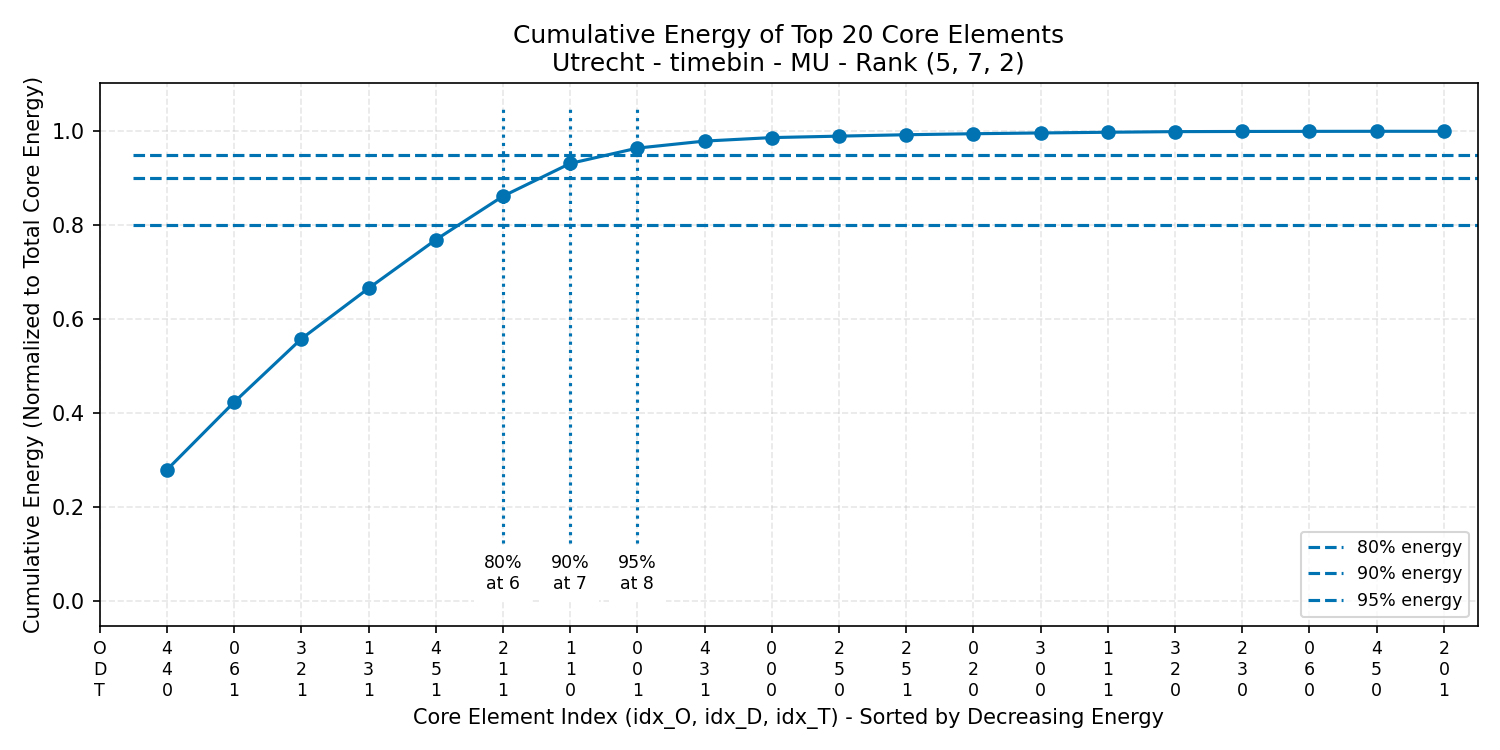 Cumulative Energy of Top 20 Core Elements
Utrecht - timebin - MU - Rank (5, 7, 2)
Cumulative Energy (Normalized to Total Core Energy)
1.0
0.8
0.6
0.4
0.2
0.0
80% 90% 95%
at 6 at 7 at 8
80% energy
90% energy
95% energy
O 4 0 3 1 4 2 1 0 4 0 2 2 0 3 1 3 2 0 4 2
D 4 6 2 3 5 1 1 0 3 0 5 5 2 0 1 2 3 6 5 0
T 0 1 1 1 1 1 0 1 1 0 0 1 0 0 1 0 0 0 0 1
Core Element Index (idx_O, idx_D, idx_T) - Sorted by Decreasing Energy